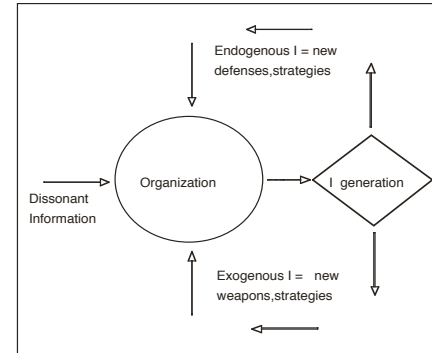 Endogenous I = new
defenses,strategies
Organization
I generation
Dissonant
Information
Exogenous I = new
weapons,strategies